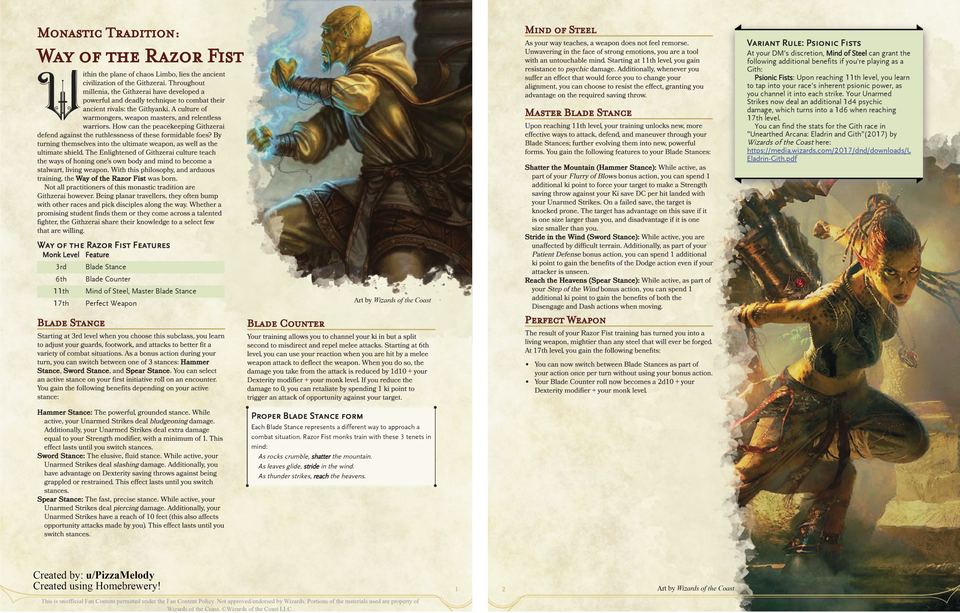 Monastic Tradition:
Way of the Razor Fist
Within the plane of chaos Limbo, lies the ancient
civilization of the Githzerai. Throughout
millenia, the Githzerai have developed a
powerful and deadly technique to combat their
ancient rivals: the Githyanki. A culture of
warmongers, weapon masters, and relentless
warriors. How can the peacekeeping Githzerai
defend against the ruthlessness of these formidable foes? By
turning themselves into the ultimate weapon, as well as the
ultimate shield. The Enlightened of Githzerai culture teach
the ways of honing one's own body and mind to become a
stalwart, living weapon. With this philosophy, and arduous
training, the Way of the Razor Fist was born.
Not all practitioners of this monastic tradition are
Githzerai however. Being planar travellers, they often bump
with other races and pick disciples along the way. Whether a
promising student finds them or they come across a talented
fighter, the Githzerai share their knowledge to a select few
that are willing.
Way of the Razor Fist Features
Monk Level Feature
3rd Blade Stance
6th Blade Counter
11th Mind of Steel, Master Blade Stance
17th Perfect Weapon
Art by Wizards of the Coast
Blade Stance
Starting at 3rd level when you choose this subclass, you learn
to adjust your guards, footwork, and attacks to better fit a
variety of combat situations. As a bonus action during your
turn, you can switch between one of 3 stances: Hammer
Stance, Sword Stance, and Spear Stance. You can select
an active stance on your first initiative roll on an encounter.
You gain the following benefits depending on your active
stance:
Hammer Stance: The powerful, grounded stance. While
active, your Unarmed Strikes deal bludgeoning damage.
Additionally, your Unarmed Strikes deal extra damage
equal to your Strength modifier, with a minimum of 1. This
effect lasts until you switch stances.
Sword Stance: The elusive, fluid stance. While active, your
Unarmed Strikes deal slashing damage. Additionally, you
have advantage on Dexterity saving throws against being
grappled or restrained. This effect lasts until you switch
stances.
Spear Stance: The fast, precise stance. While active, your
Unarmed Strikes deal piercing damage. Additionally, your
Unarmed Strikes have a reach of 10 feet (this also affects
opportunity attacks made by you). This effect lasts until you
switch stances.
Blade Counter
Your training allows you to channel your ki in but a split
second to misdirect and repel melee attacks. Starting at 6th
level, you can use your reaction when you are hit by a melee
weapon attack to deflect the weapon. When you do so, the
damage you take from the attack is reduced by 1d10 + your
Dexterity modifier + your monk level. If you reduce the
damage to 0, you can retaliate by spending 1 ki point to
trigger an attack of opportunity against your target.
Proper Blade Stance form
Each Blade Stance represents a different way to approach a
combat situation. Razor Fist monks train with these 3 tenets in
mind:
As rocks crumble, shatter the mountain.
As leaves glide, stride in the wind.
As thunder strikes, reach the heavens.
Created by: u/PizzaMelody
Created using Homebrewery!
1
This is unofficial Fan Content permitted under the Fan Content Policy. Not approved/endorsed by Wizards. Portions of the materials used are property of
Wizards of the Coast. ©Wizards of the Coast LLC.
Mind of Steel
As your way teaches, a weapon does not feel remorse.
Unwavering in the face of strong emotions, you are a tool
with an untouchable mind. Starting at 11th level, you gain
resistance to psychic damage. Additionally, whenever you
suffer an effect that would force you to change your
alignment, you can choose to resist the effect, granting you
advantage on the required saving throw.
Master Blade Stance
Upon reaching 11th level, your training unlocks new, more
effective ways to attack, defend, and maneuver through your
Blade Stances; further evolving them into new, powerful
forms. You gain the following features to your Blade Stances:
Shatter the Mountain (Hammer Stance): While active, as
part of your Flurry of Blows bonus action, you can spend 1
additional ki point to force your target to make a Strength
saving throw against your Ki save DC per hit landed with
your Unarmed Strikes. On a failed save, the target is
knocked prone. The target has advantage on this save if it
is one size larger than you, and disadvantage if it is one
size smaller than you.
Stride in the Wind (Sword Stance): While active, you are
unaffected by difficult terrain. Additionally, as part of your
Patient Defense bonus action, you can spend 1 additional
ki point to gain the benefits of the Dodge action even if your
attacker is unseen.
Reach the Heavens (Spear Stance): While active, as part of
your Step of the Wind bonus action, you can spend 1
additional ki point to gain the benefits of both the
Disengage and Dash actions when moving.
Perfect Weapon
The result of your Razor Fist training has turned you into a
living weapon, mightier than any steel that will ever be forged.
At 17th level, you gain the following benefits:
• You can now switch between Blade Stances as part of
your action once per turn without using your bonus action.
• Your Blade Counter roll now becomes a 2d10 + your
Dexterity modifier + your monk level.
Variant Rule: Psionic Fists
At your DM's discretion, Mind of Steel can grant the
following additional benefits if you're playing as a
Gith:
Psionic Fists: Upon reaching 11th level, you learn
to tap into your race's inherent psionic power, as
you channel it into each strike. Your Unarmed
Strikes now deal an additional 1d4 psychic
damage, which turns into a 1d6 when reaching
17th level.
You can find the stats for the Gith race in
"Unearthed Arcana: Eladrin and Gith"(2017) by
Wizards of the Coast here:
https://media.wizards.com/2017/dnd/downloads/L
Eladrin-Gith.pdf
Art by Wizards of the Coast
2